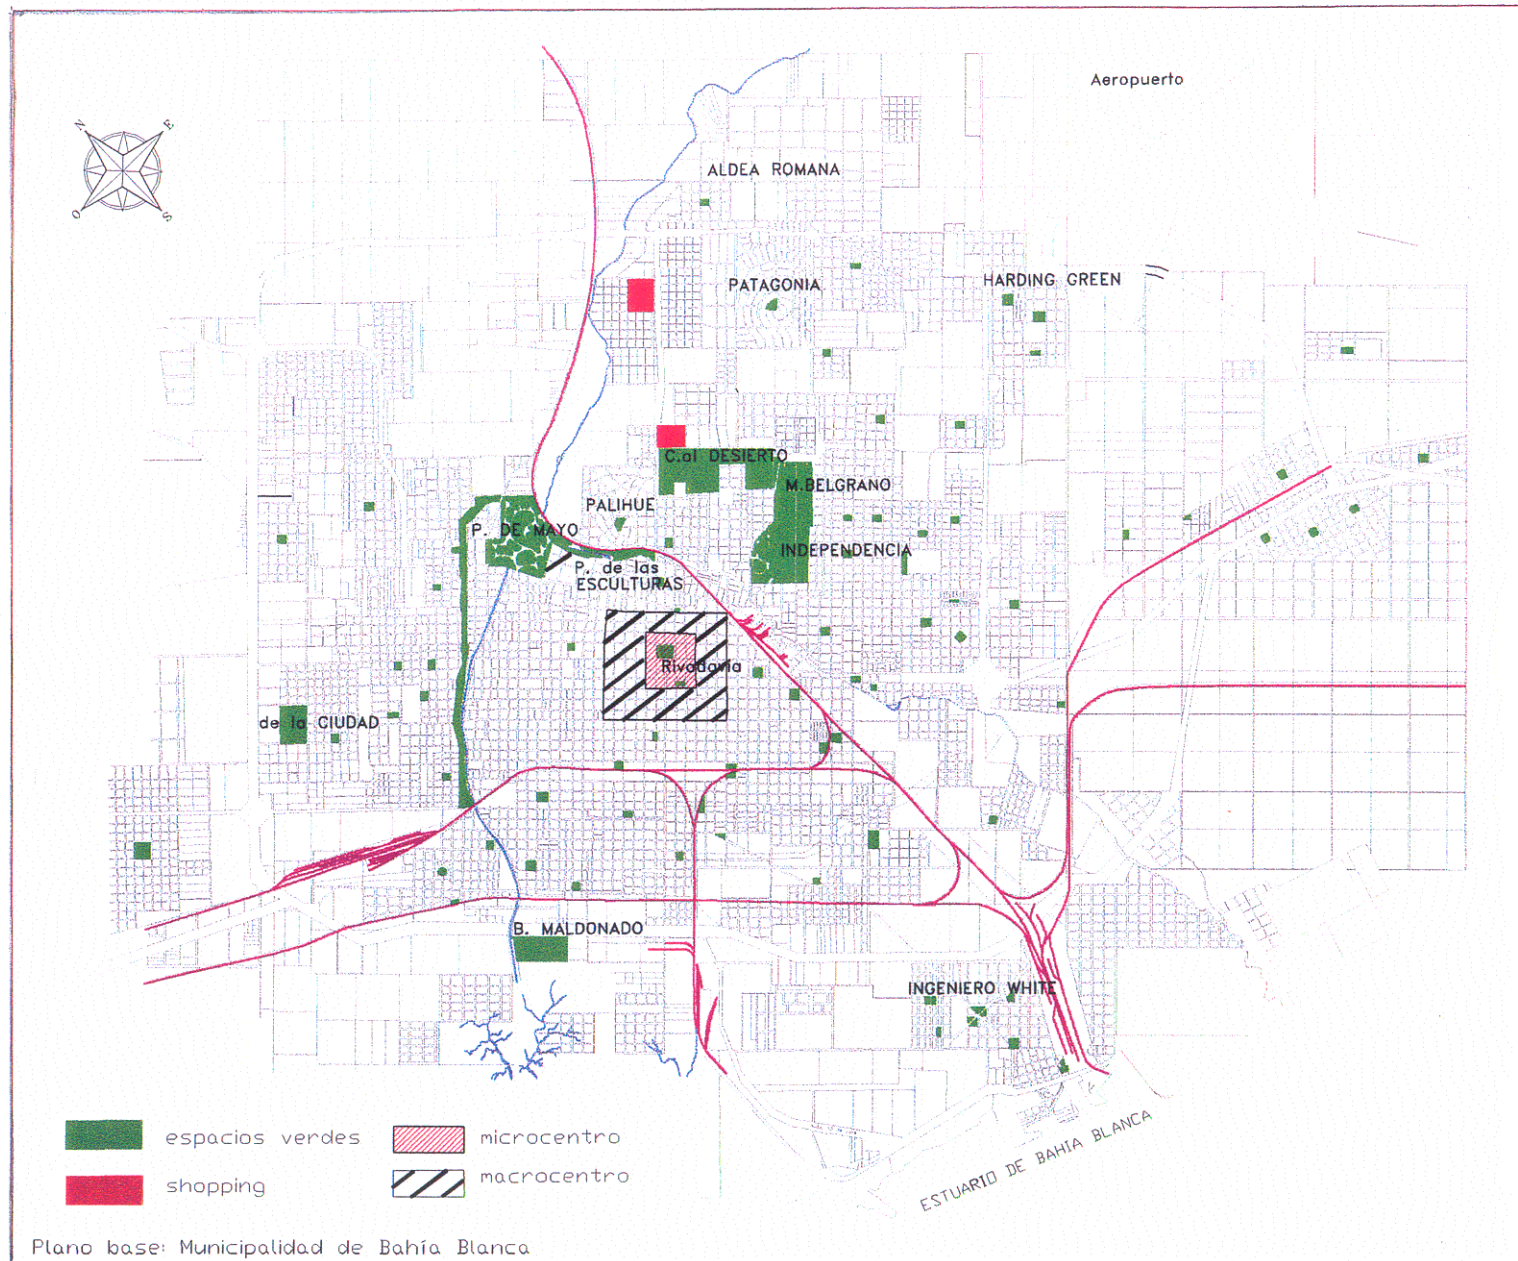 Aeropuerto
N
E
O
S
ALDEA ROMANA
PATAGONIA
HARDING GREEN
C.al DESIERTO
M.BELGRANO
PALIHUE
P. DE MAYO
INDEPENDENCIA
P. de las
ESCULTURAS
Rivadavia
de la CIUDAD
B. MALDONADO
INGENIERO WHITE
ESTUARIO DE BAHIA BLANCA
espacios verdes
microcentro
shopping
macrocentro
Plano base: Municipalidad de Bahía Blanca